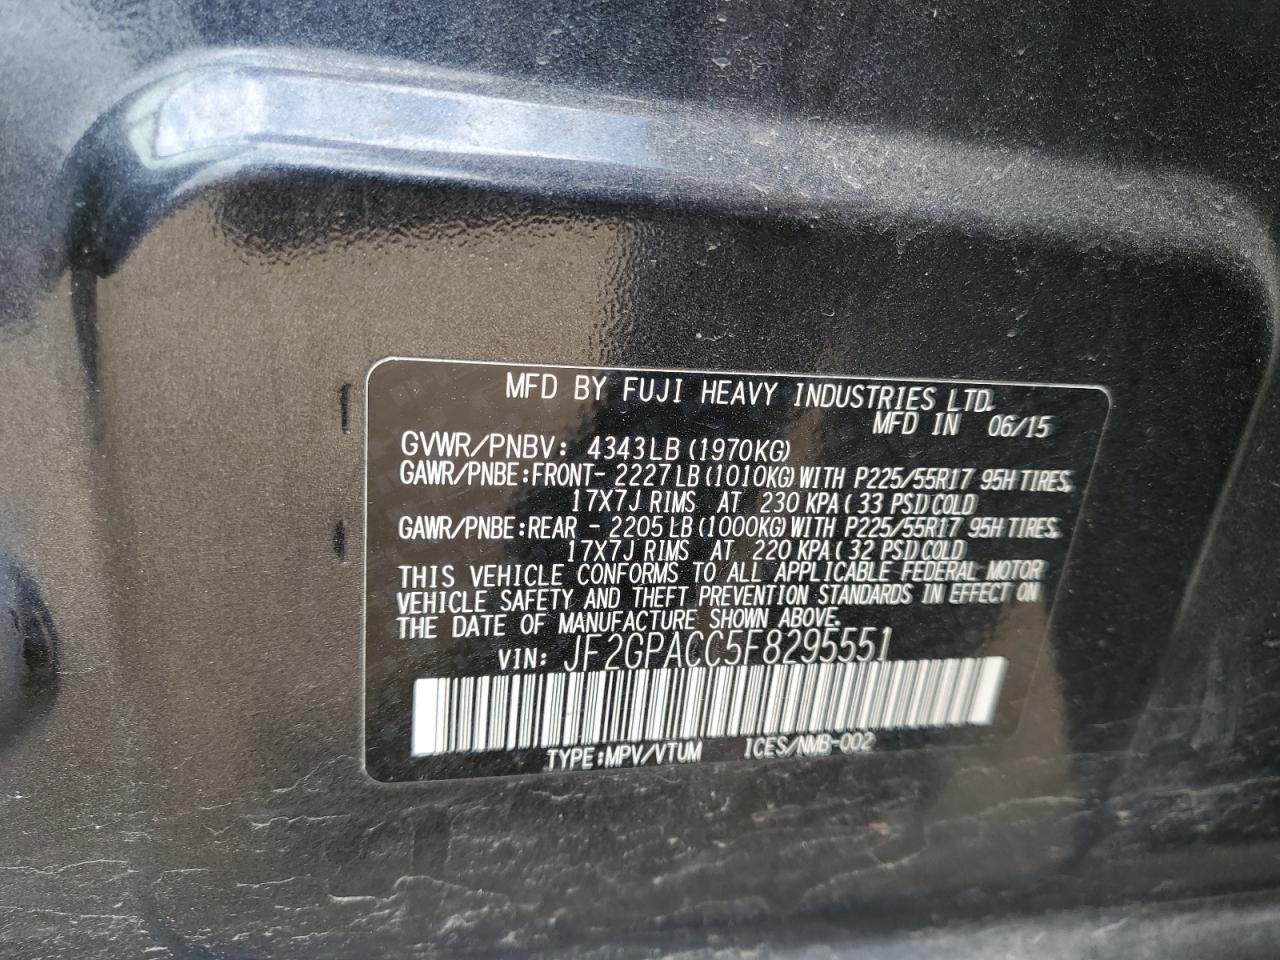 MFD BY FUJI HEAVY INDUSTRIES LTD.
MFD IN 06/15
GVWR/PNBV: 4343LB (1970KG)
GAWR/PNBE:FRONT- 2227LB (1010KG) WITH P225/55R17 95H TIRES.
17X7J RIMS AT 230 KPA ( 33 PSI) COLD
GAWR/PNBE:REAR - 2205LB (1000KG) WITH P225/55R17 95H TIRES.
17X7J RIMS AT 220 KPA ( 32 PSI) COLD
THIS VEHICLE CONFORMS TO ALL APPLICABLE FEDERAL MOTOR
VEHICLE SAFETY AND THEFT PREVENTION STANDARDS IN EFFECT ON
THE DATE OF MANUFACTURE SHOWN ABOVE.
VIN: JF2GPACC5F8295551
TYPE:MPV/VTUM ICES/NMB-002